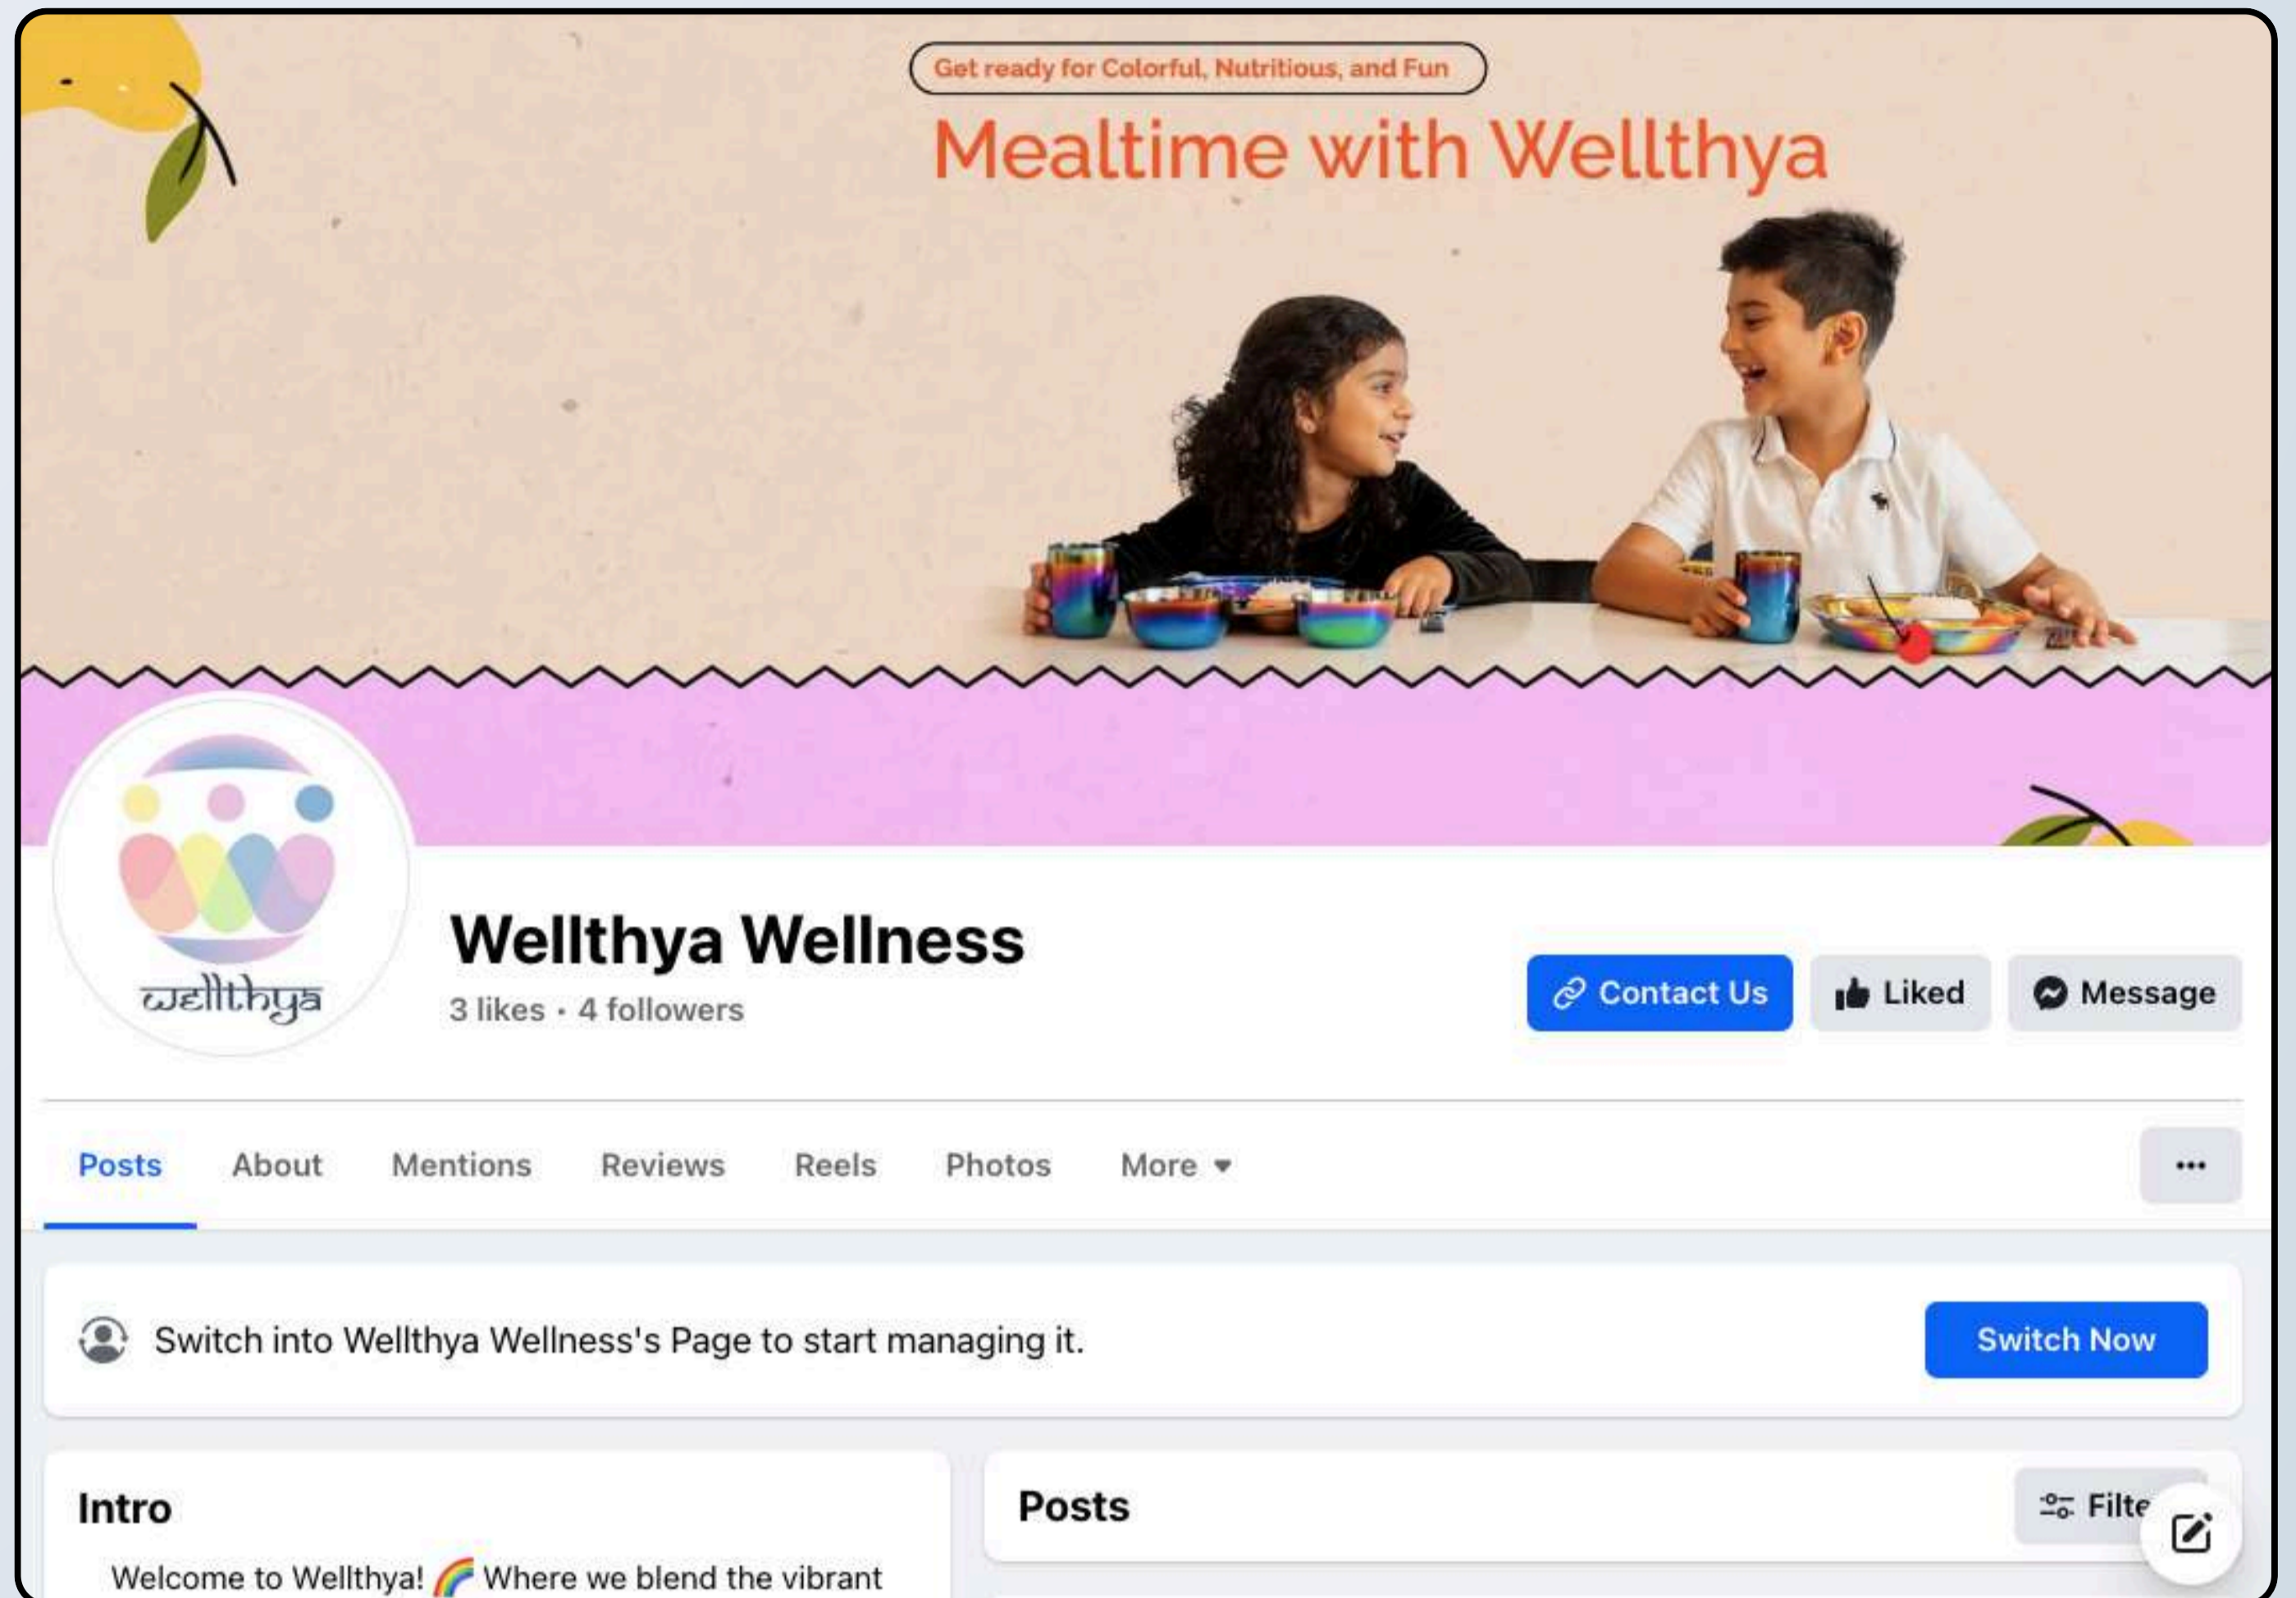 Get ready for Colorful, Nutritious, and Fun
Mealtime with Wellthya
wellthya
Wellthya Wellness
3 likes · 4 followers
Contact Us
Liked
Message
Posts
About
Mentions
Reviews
Reels
Photos
More
Switch into Wellthya Wellness's Page to start managing it.
Switch Now
Intro
Welcome to Wellthya! 🌈 Where we blend the vibrant
Posts